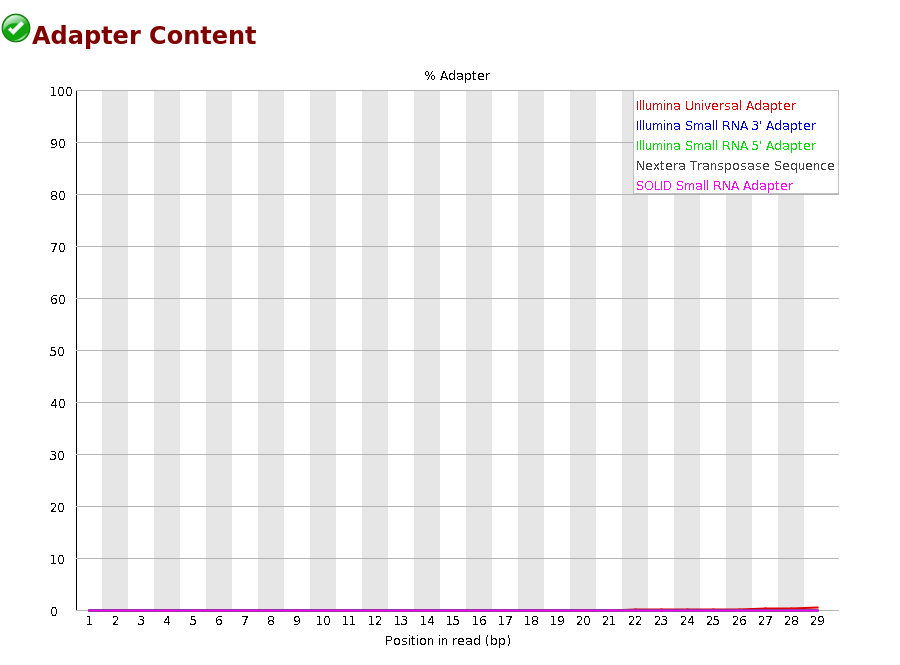 Adapter Content
% Adapter
100
90
80
70
60
50
40
30
20
10
0
Illumina Universal Adapter
Illumina Small RNA 3' Adapter
Illumina Small RNA 5' Adapter
Nextera Transposase Sequence
SOLID Small RNA Adapter
1 2 3 4 5 6 7 8 9 10 11 12 13 14 15 16 17 18 19 20 21 22 23 24 25 26 27 28 29
Position in read (bp)